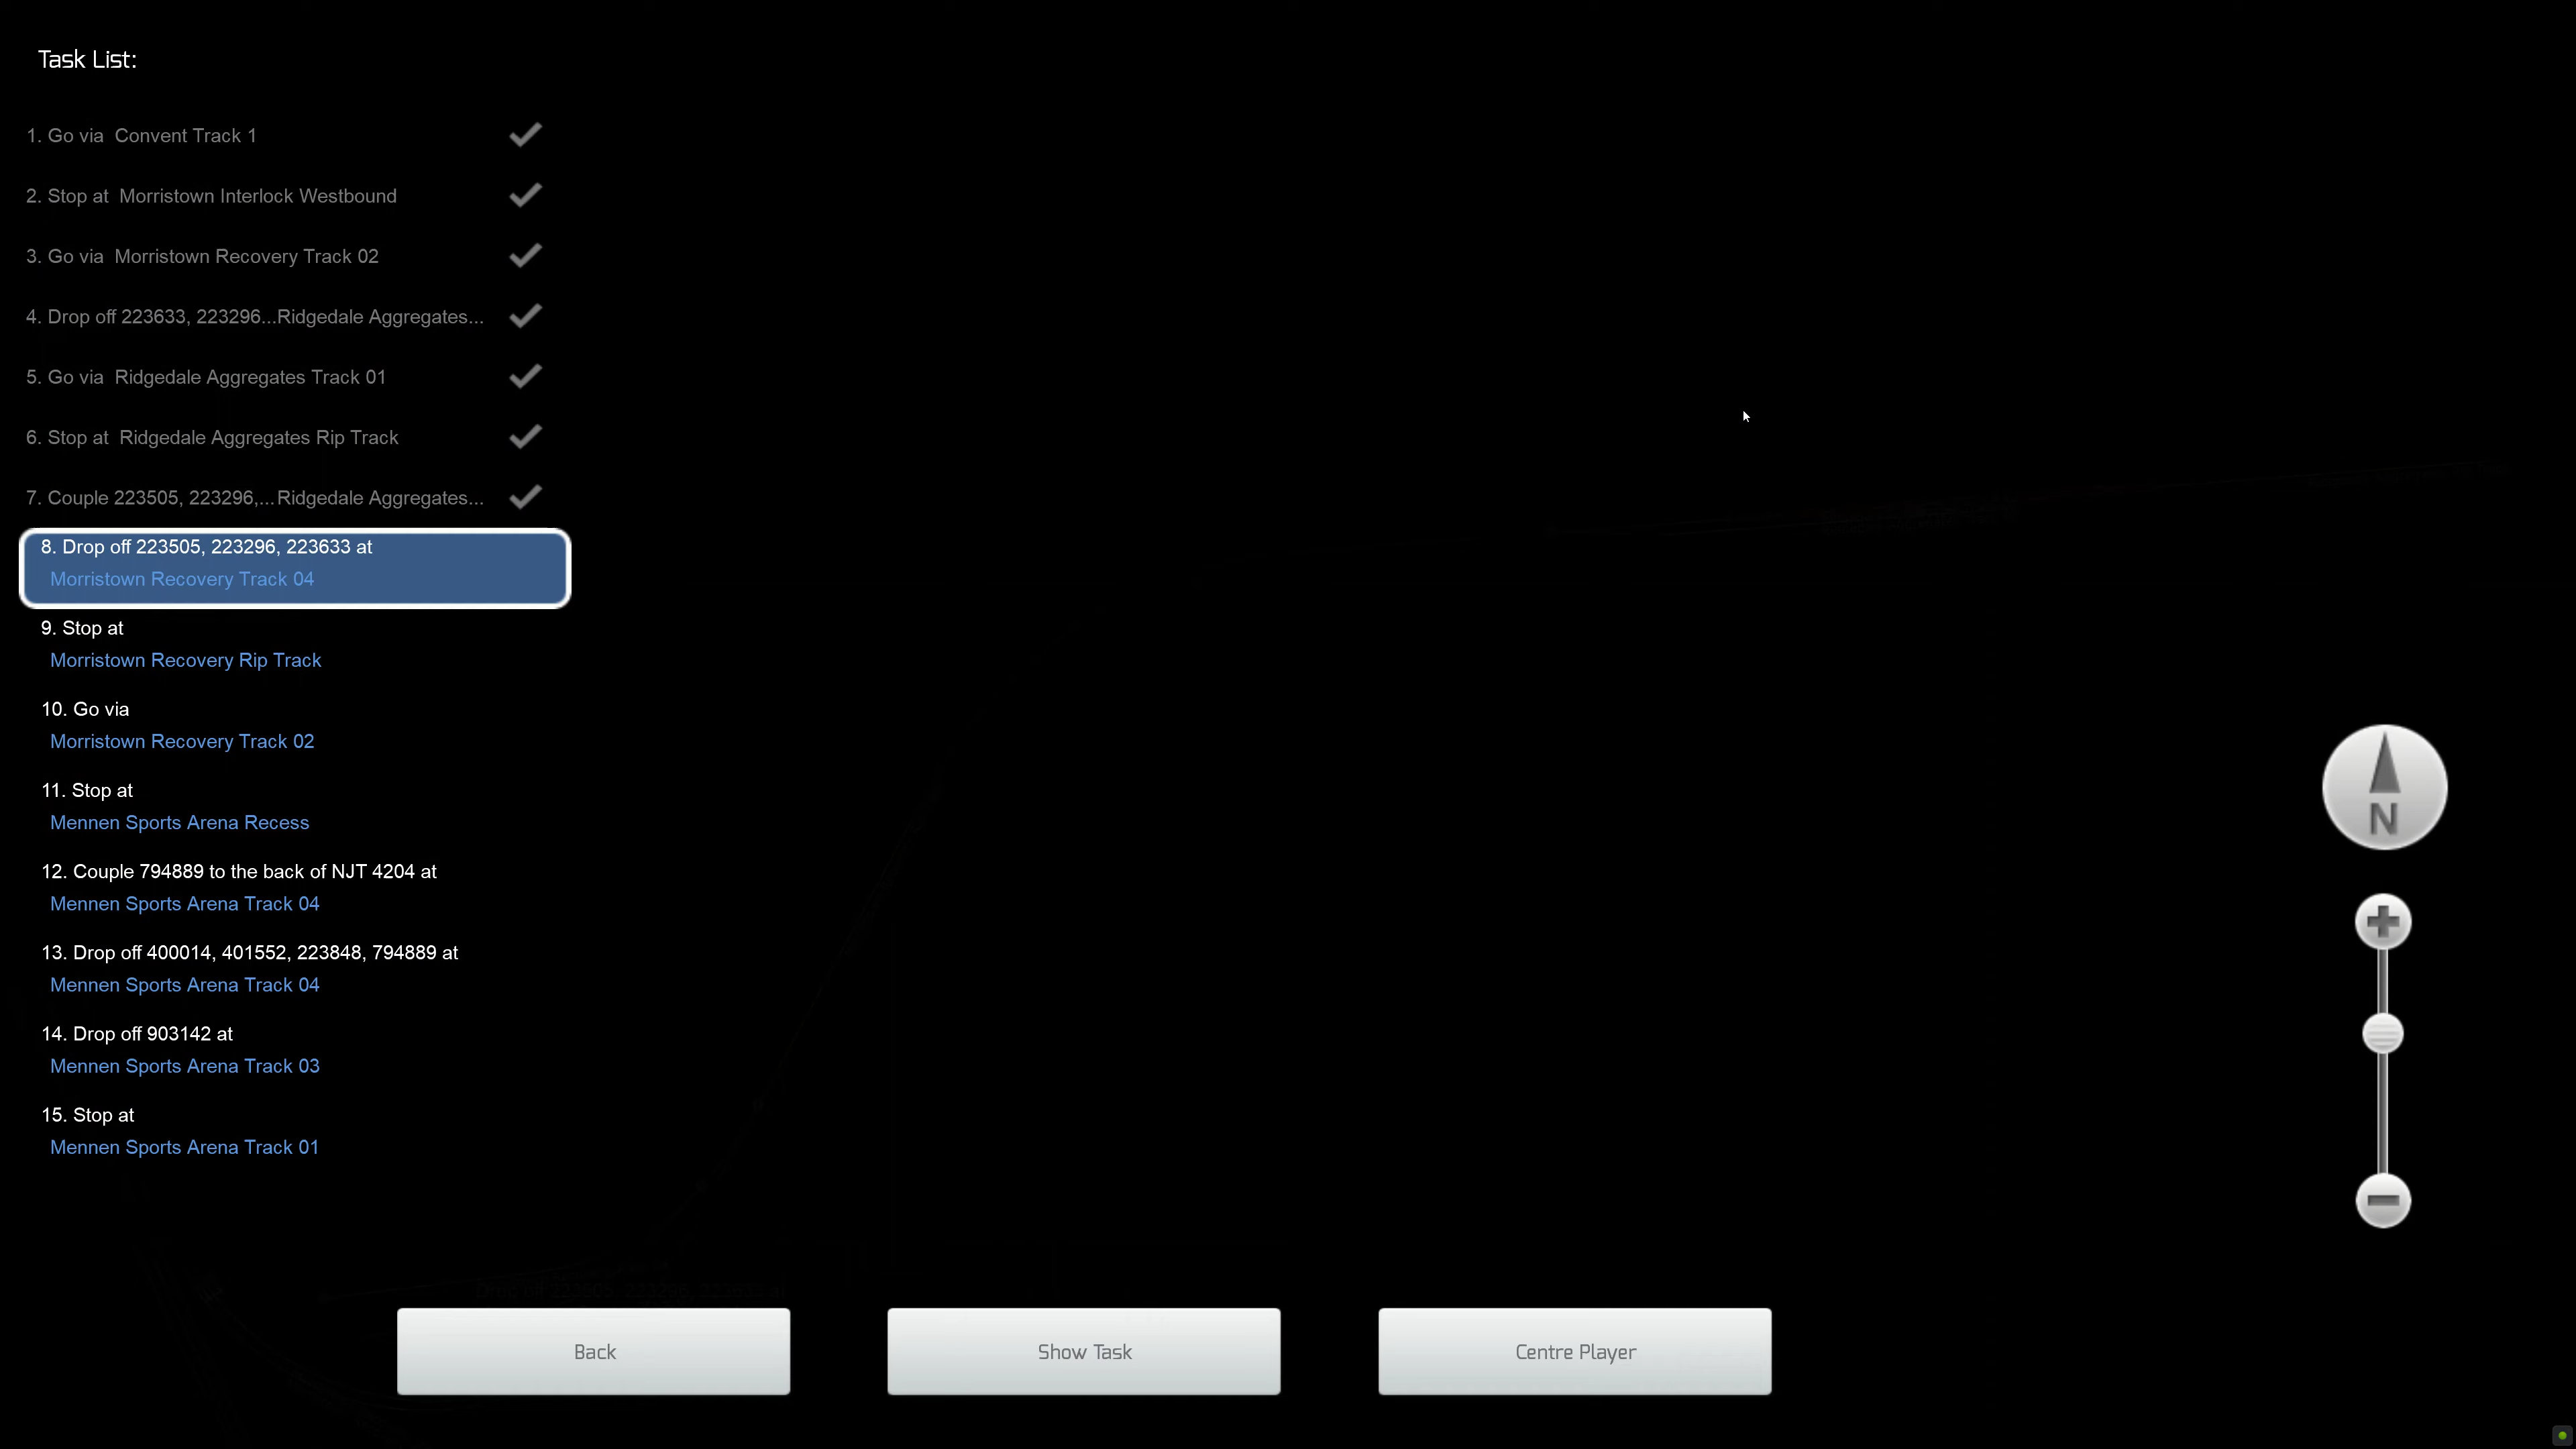 Task List:
1. Go via  Convent Track 1
2. Stop at  Morristown Interlock Westbound
3. Go via  Morristown Recovery Track 02
4. Drop off 223633, 223296...Ridgedale Aggregates...
5. Go via  Ridgedale Aggregates Track 01
6. Stop at  Ridgedale Aggregates Rip Track
7. Couple 223505, 223296,...Ridgedale Aggregates...
8. Drop off 223505, 223296, 223633 at
Morristown Recovery Track 04
9. Stop at
Morristown Recovery Rip Track
10. Go via
Morristown Recovery Track 02
11. Stop at
Mennen Sports Arena Recess
12. Couple 794889 to the back of NJT 4204 at
Mennen Sports Arena Track 04
13. Drop off 400014, 401552, 223848, 794889 at
Mennen Sports Arena Track 04
14. Drop off 903142 at
Mennen Sports Arena Track 03
15. Stop at
Mennen Sports Arena Track 01
N
Drop off 223505, 223296, 223633 at
Back
Show Task
Centre Player